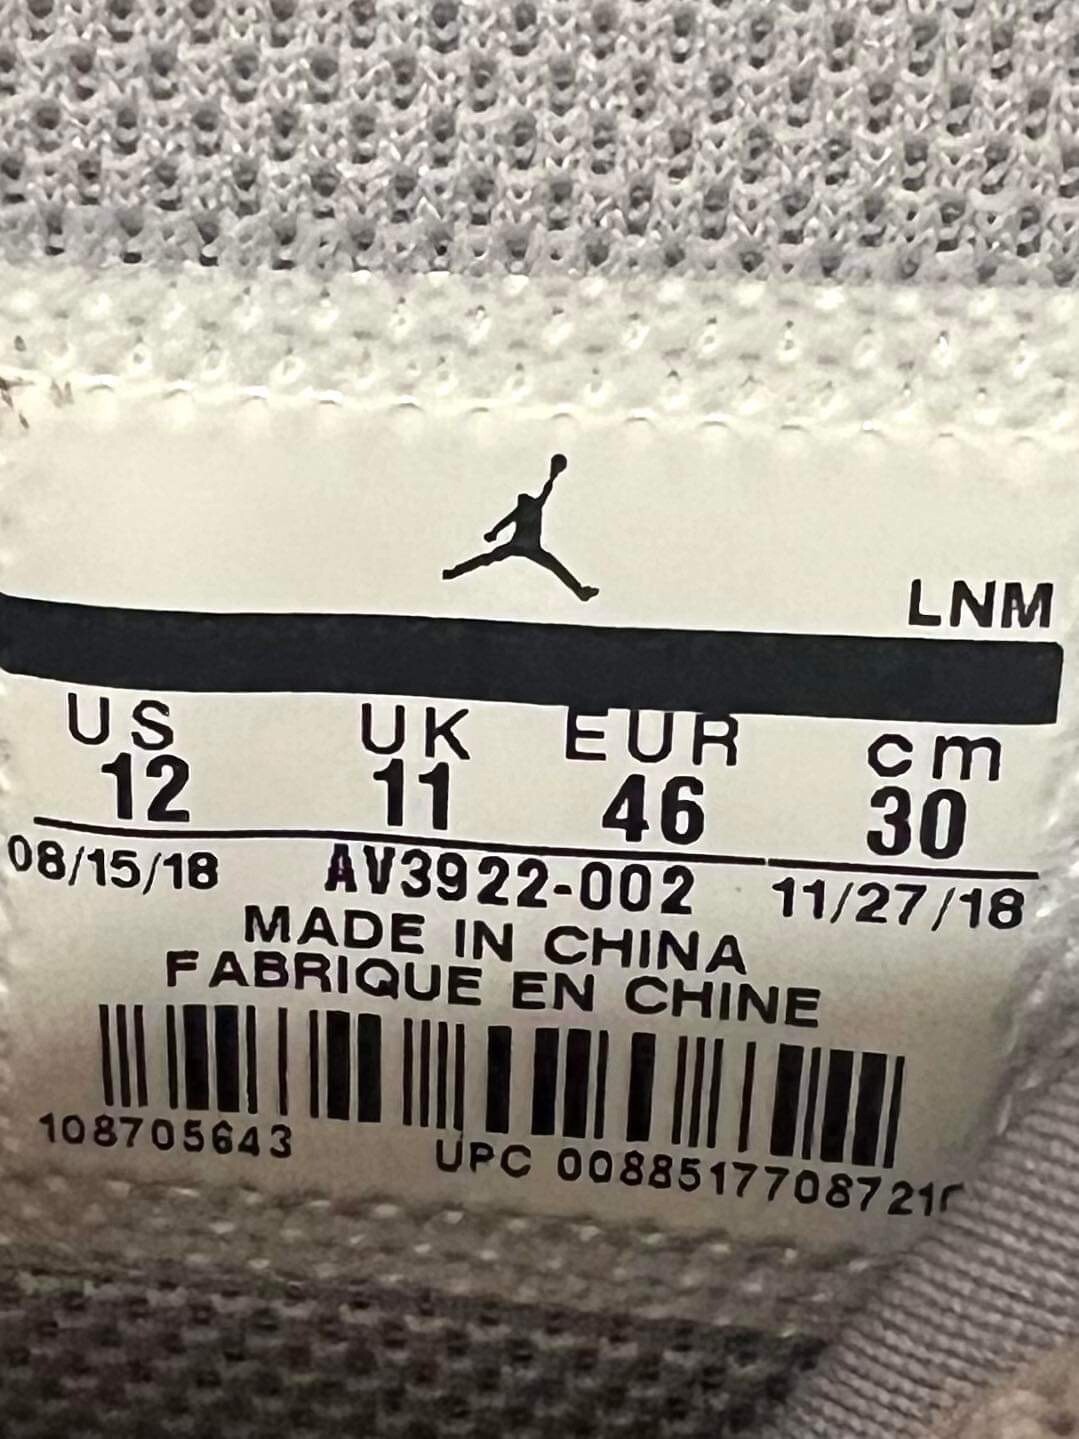 LNM
US UK EUR cm
12 11 46 30
08/15/18 AV3922-002 11/27/18
MADE IN CHINA
FABRIQUE EN CHINE
108705643 UPC